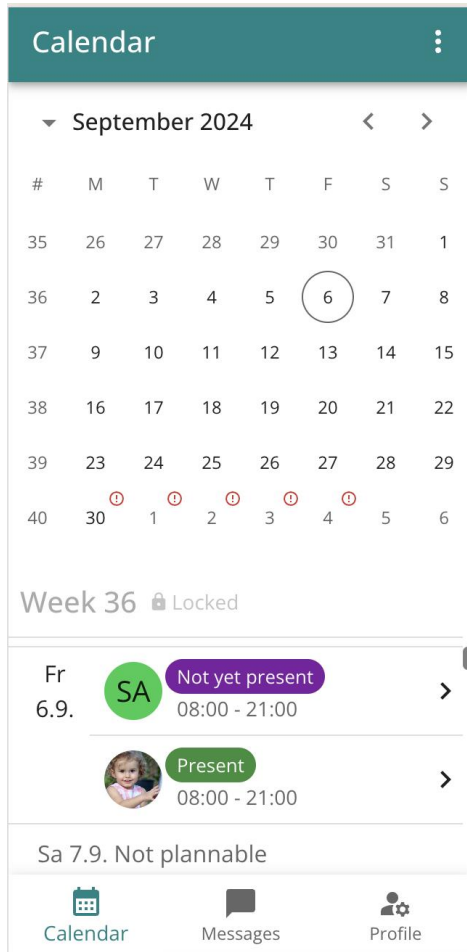 Calendar
September 2024
# M T W T F S S
35 26 27 28 29 30 31 1
36 2 3 4 5 6 7 8
37 9 10 11 12 13 14 15
38 16 17 18 19 20 21 22
39 23 24 25 26 27 28 29
40 30 1 2 3 4 5 6
Week 36 Locked
Fr
6.9.
SA
Not yet present
08:00 - 21:00
Present
08:00 - 21:00
Sa 7.9. Not plannable
Calendar Messages Profile